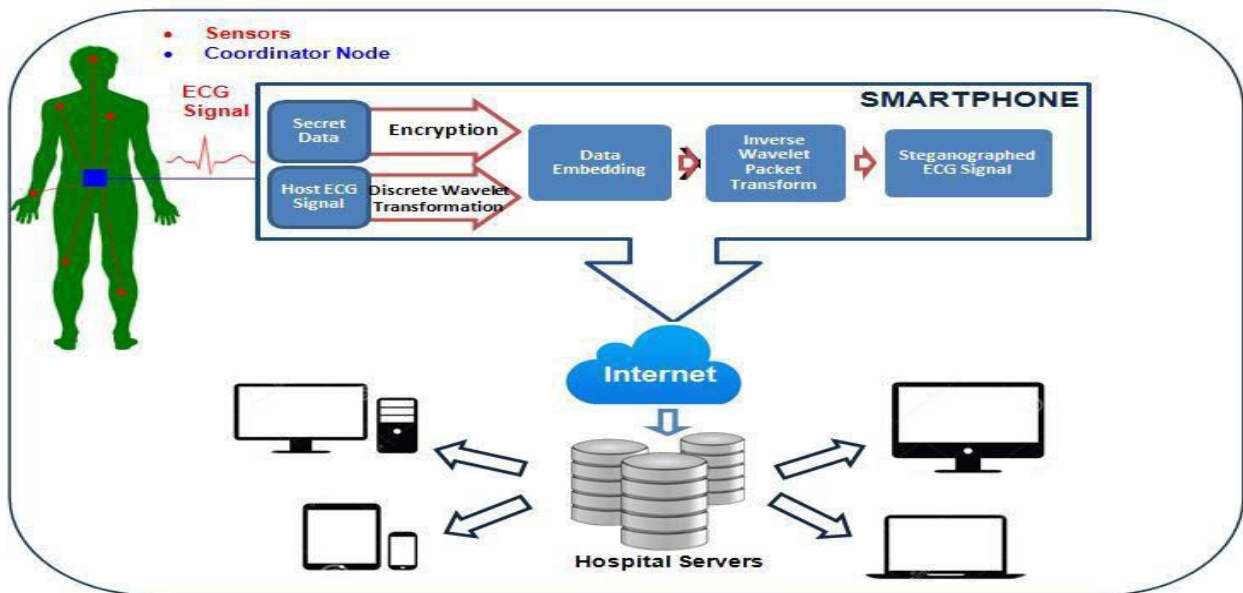 Sensors
Coordinator Node
ECG
Signal
SMARTPHONE
Secret
Data
Encryption
Host ECG
Signal
Discrete Wavelet
Transformation
Data
Embedding
Inverse
Wavelet
Packet
Transform
Steganographed
ECG Signal
Internet
Hospital Servers